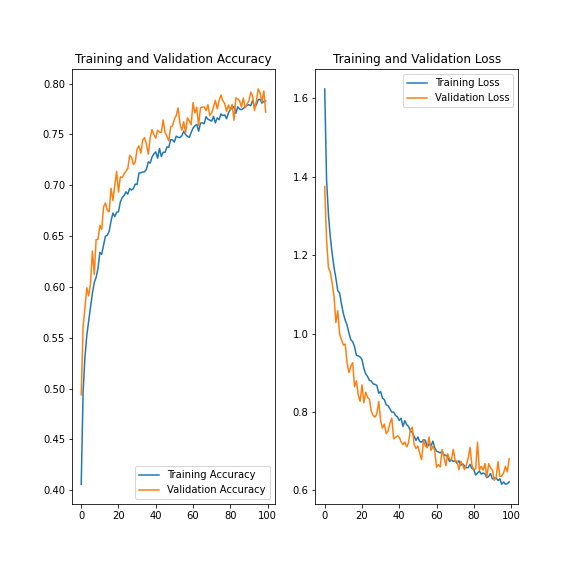 Training and Validation Accuracy
0.80
0.75
0.70
0.65
0.60
0.55
0.50
0.45
0.40
0 20 40 60 80 100
Training Accuracy
Validation Accuracy
Training and Validation Loss
1.6
1.4
1.2
1.0
0.8
0.6
0 20 40 60 80 100
Training Loss
Validation Loss